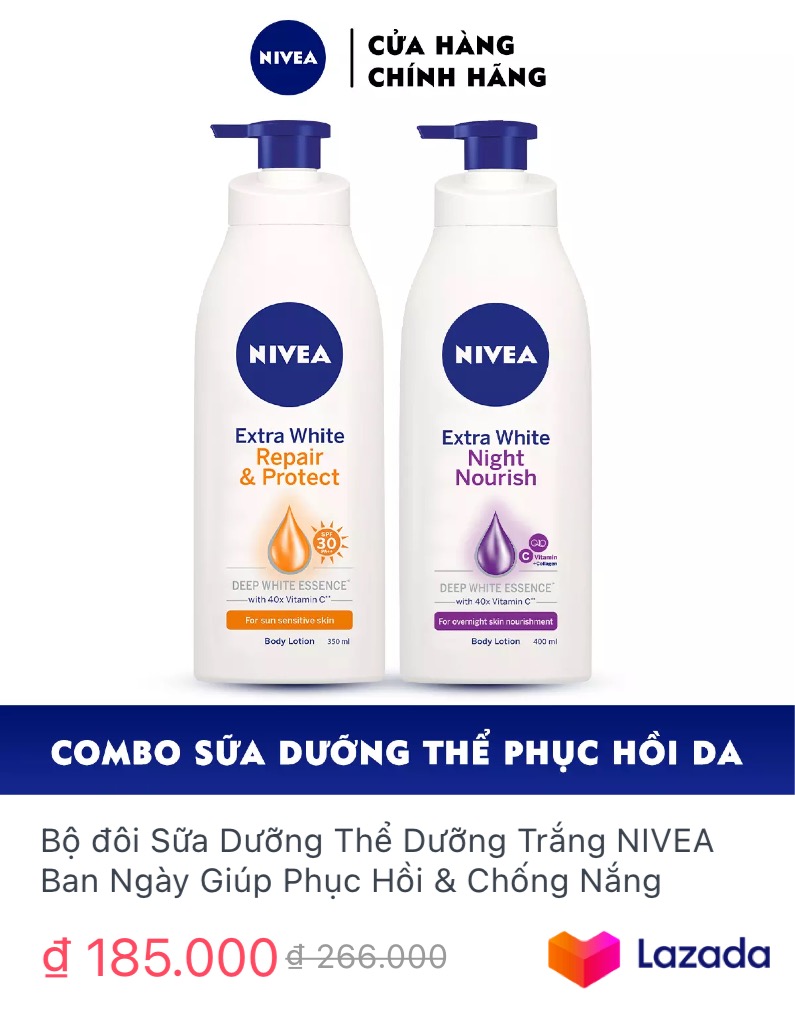 NIVEA
CỬA HÀNG
CHÍNH HÃNG
NIVEA
Extra White
Repair
& Protect
SPF
30
PA++
DEEP WHITE ESSENCE*
with 40x Vitamin C**
For sun sensitive skin
Body Lotion 350 ml
NIVEA
Extra White
Night
Nourish
Q10
C Vitamin
+Collagen
DEEP WHITE ESSENCE*
with 40x Vitamin C**
For overnight skin nourishment
Body Lotion 400 ml
COMBO SỮA DƯỠNG THỂ PHỤC HỒI DA
Bộ đôi Sữa Dưỡng Thể Dưỡng Trắng NIVEA
Ban Ngày Giúp Phục Hồi & Chống Nắng
₫ 185.000 ₫ 266.000
Lazada